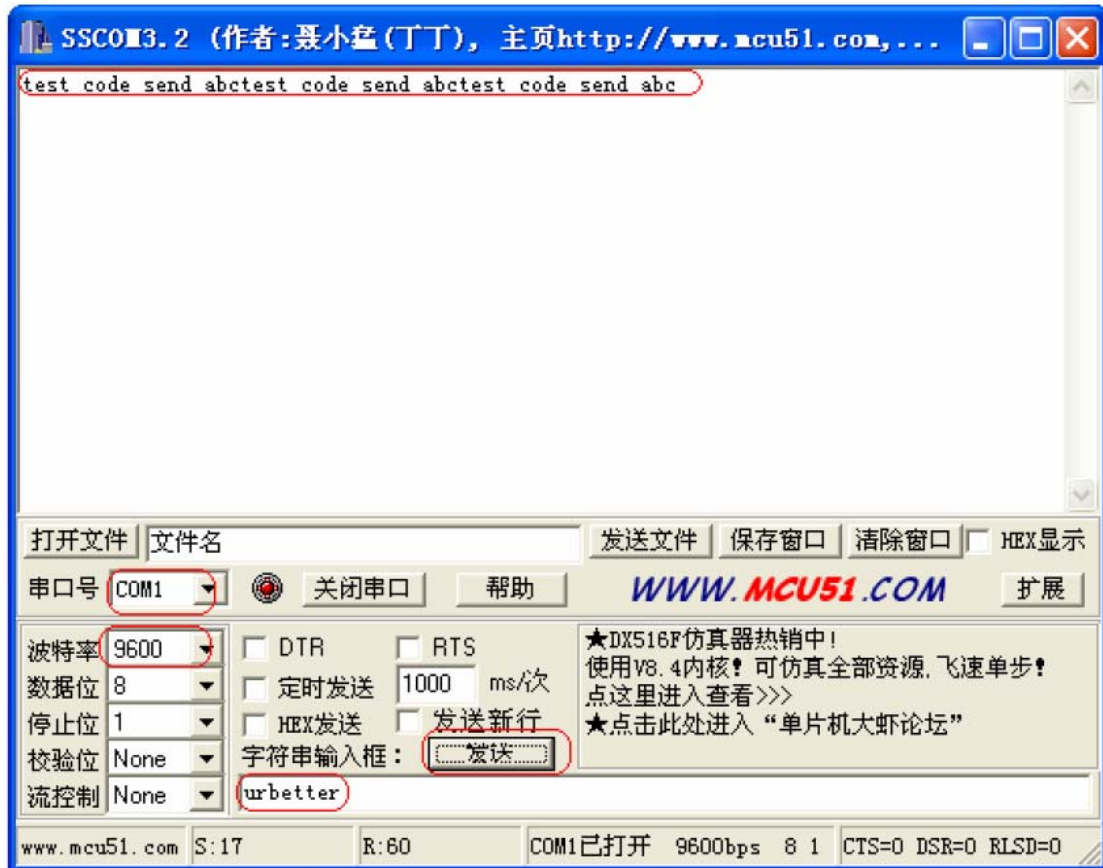 SSCOM3.2 (作者:聂小猛(丁丁), 主页http://www.mcu51.com,...
test code send abctest code send abctest code send abc
打开文件 文件名 发送文件 保存窗口 清除窗口 HEX显示
串口号 COM1 关闭串口 帮助 WWW.MCU51.COM 扩展
波特率 9600 DTR RTS
数据位 8 定时发送 1000 ms/次
停止位 1 HEX发送 发送新行
校验位 None 字符串输入框: 发送
流控制 None urbetter
★DX516F仿真器热销中!
使用V8.4内核! 可仿真全部资源,飞速单步!
点这里进入查看>>>
★点击此处进入“单片机大虾论坛”
www.mcu51.com S:17 R:60 COM1已打开 9600bps 8 1 CTS=0 DSR=0 RLSD=0